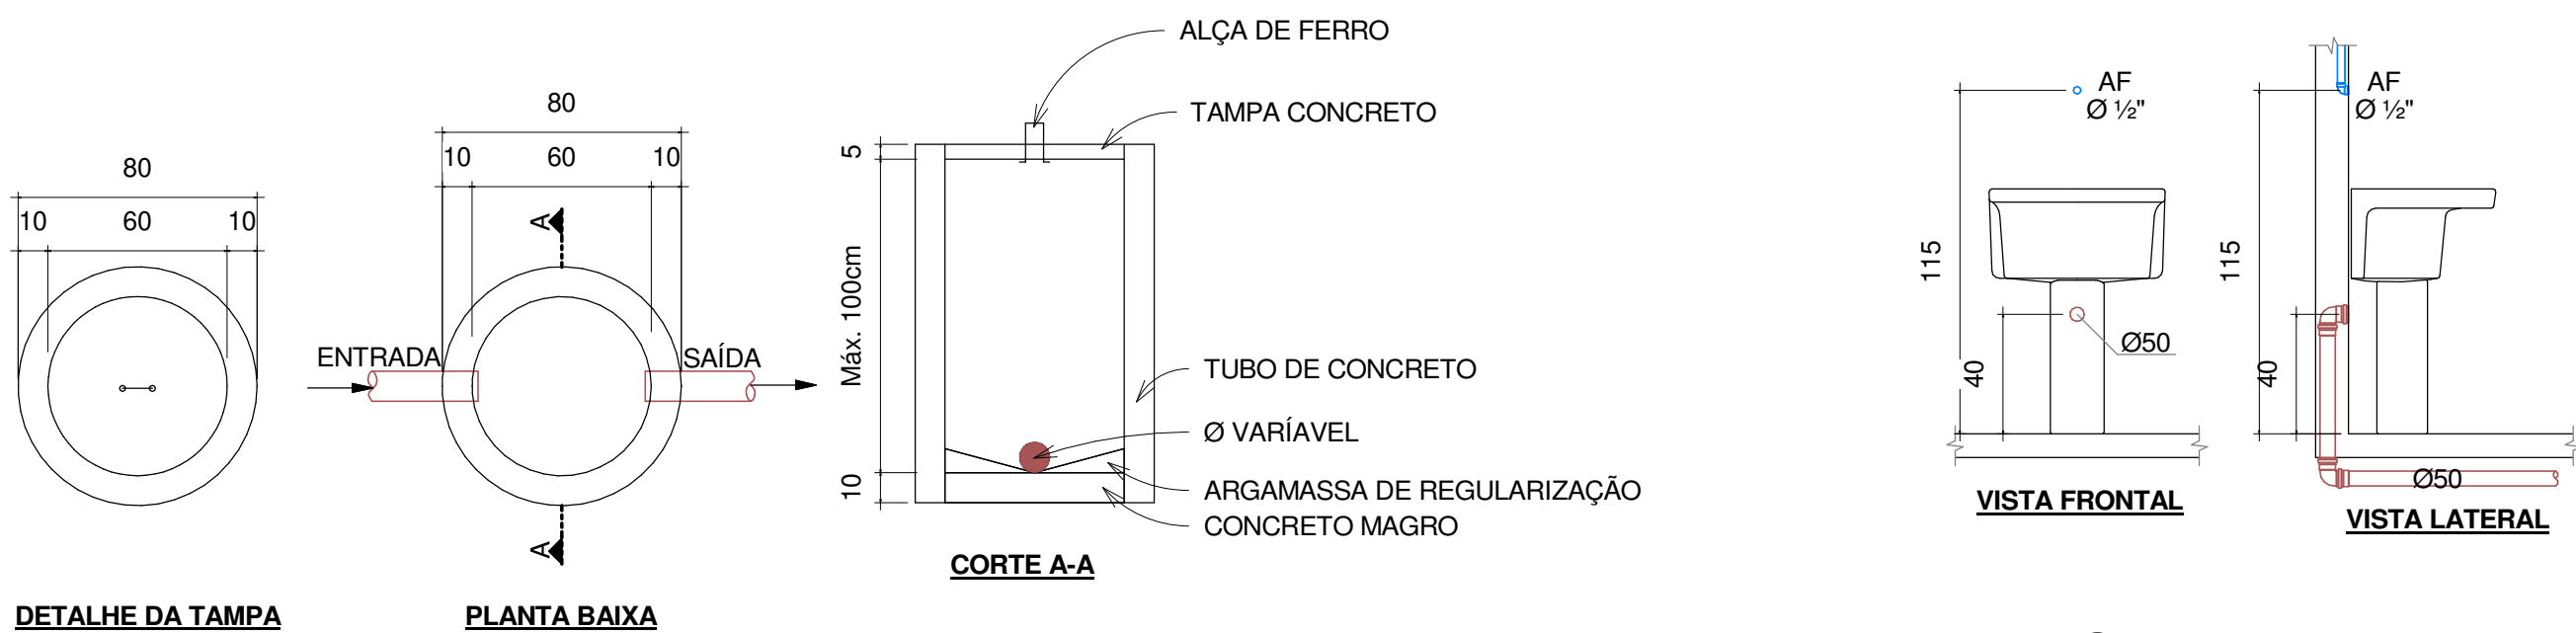 80
10 60 10
DETALHE DA TAMPA
80
10 60 10
A
ENTRADA
SAÍDA
A
PLANTA BAIXA
ALÇA DE FERRO
TAMPA CONCRETO
5
Máx. 100cm
10
TUBO DE CONCRETO
Ø VARÍAVEL
ARGAMASSA DE REGULARIZAÇÃO
CONCRETO MAGRO
CORTE A-A
AF
Ø ½"
115
40
Ø50
VISTA FRONTAL
AF
Ø ½"
115
40
Ø50
VISTA LATERAL